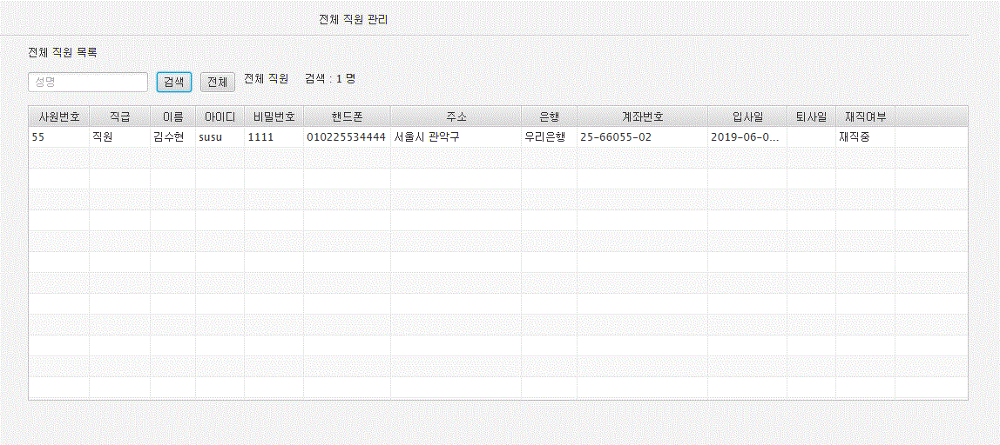 전체 직원 관리
전체 직원 목록
성명 검색 전체 전체 직원 검색 : 1 명
사원번호 직급 이름 아이디 비밀번호 핸드폰 주소 은행 계좌번호 입사일 퇴사일 재직여부
55 직원 김수현 susu 1111 010225534444 서울시 관악구 우리은행 25-66055-02 2019-06-0... 재직중